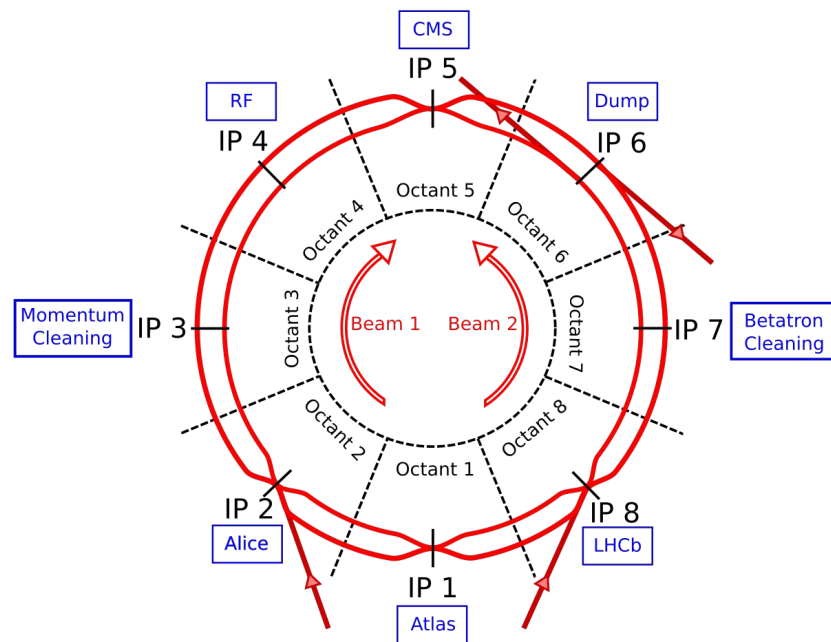 CMS
IP 5
RF
IP 4
Dump
IP 6
Octant 5
Octant 4
Octant 6
Momentum
Cleaning
IP 3
Octant 3
Beam 1
Beam 2
Octant 7
IP 7
Betatron
Cleaning
Octant 2
Octant 8
Octant 1
IP 2
Alice
IP 8
LHCb
IP 1
Atlas